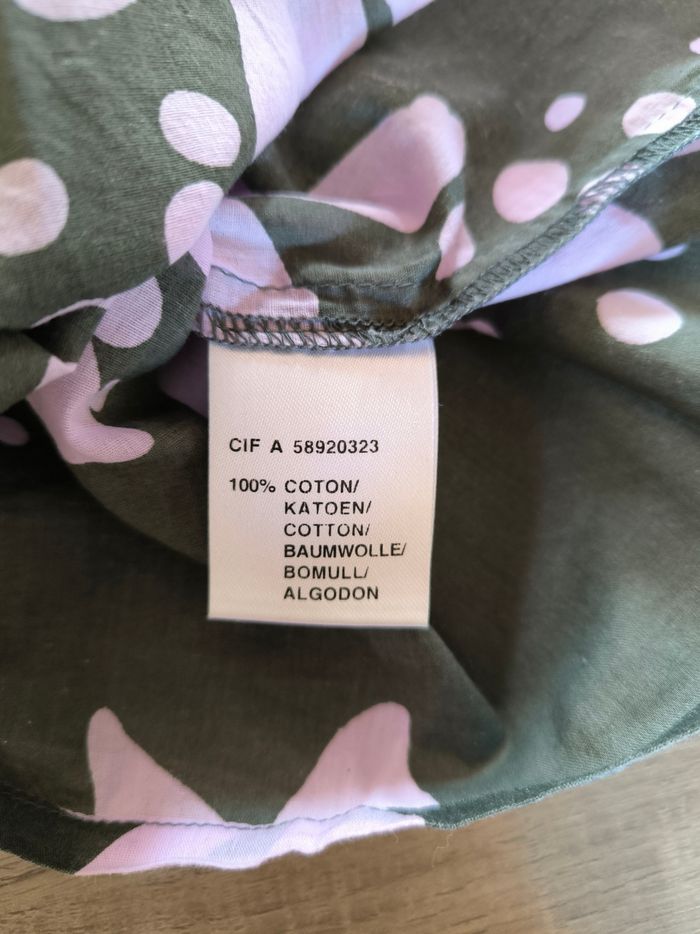 CIF A 58920323
100% COTON/
KATOEN/
COTTON/
BAUMWOLLE/
BOMULL/
ALGODON